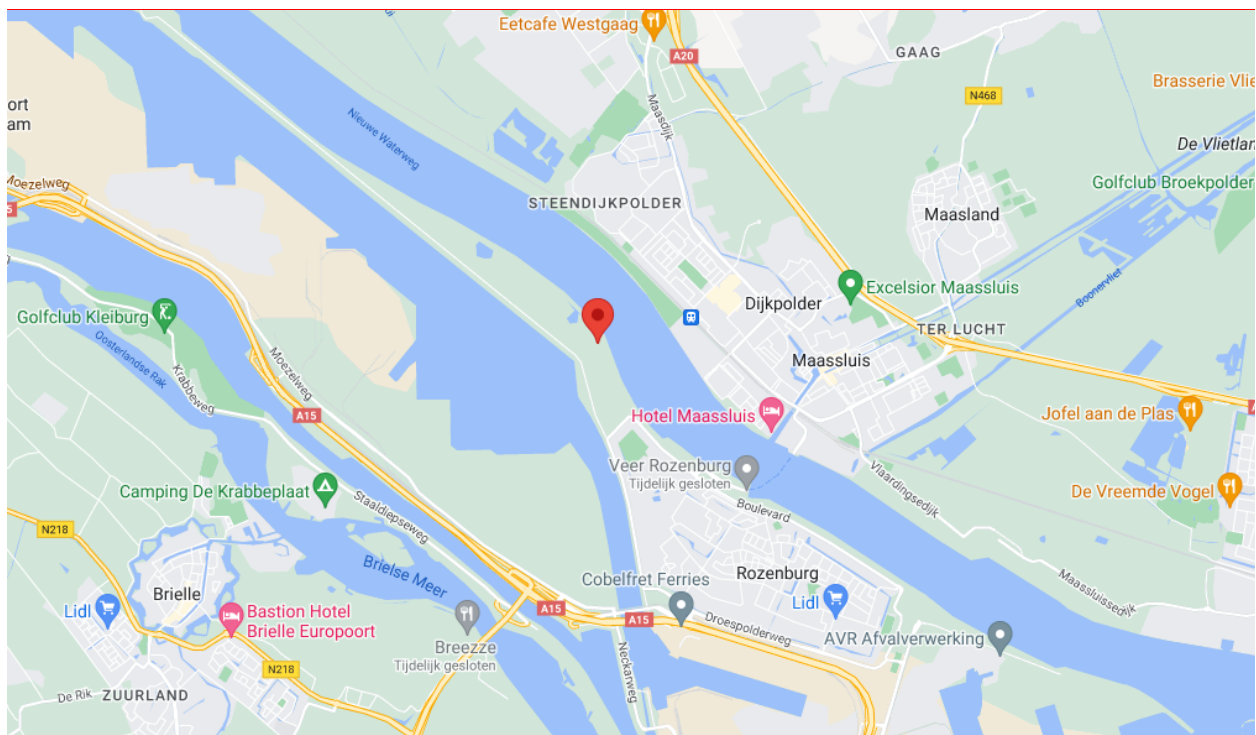 Eetcafe Westgaag
A20
GAAG
N468
Brasserie Vlie
De Vlietlan
Golfclub Broekpolder
ort
am
Nieuwe Waterweg
Maasdijk
STEENDIJKPOLDER
Maasland
Moezelweg
Golfclub Kleiburg
Oosterlandse Rak
Krabbeweg
Moezelweg
A15
Dijkpolder
Excelsior Maassluis
Boonervliet
TER LUCHT
Maassluis
Hotel Maassluis
Jofel aan de Plas
Veer Rozenburg
Tijdelijk gesloten
Boulevard
Vlaardingsedijk
De Vreemde Vogel
Camping De Krabbeplaat
Staaldiepseweg
N218
Brielse Meer
Brielle
Lidl
Bastion Hotel
Brielle Europoort
Breezze
Tijdelijk gesloten
A15
Cobelfret Ferries
A15
Rozenburg
Lidl
Droespolderweg
AVR Afvalverwerking
Maassluissedijk
Neckarweg
N218
De Rik
ZUURLAND